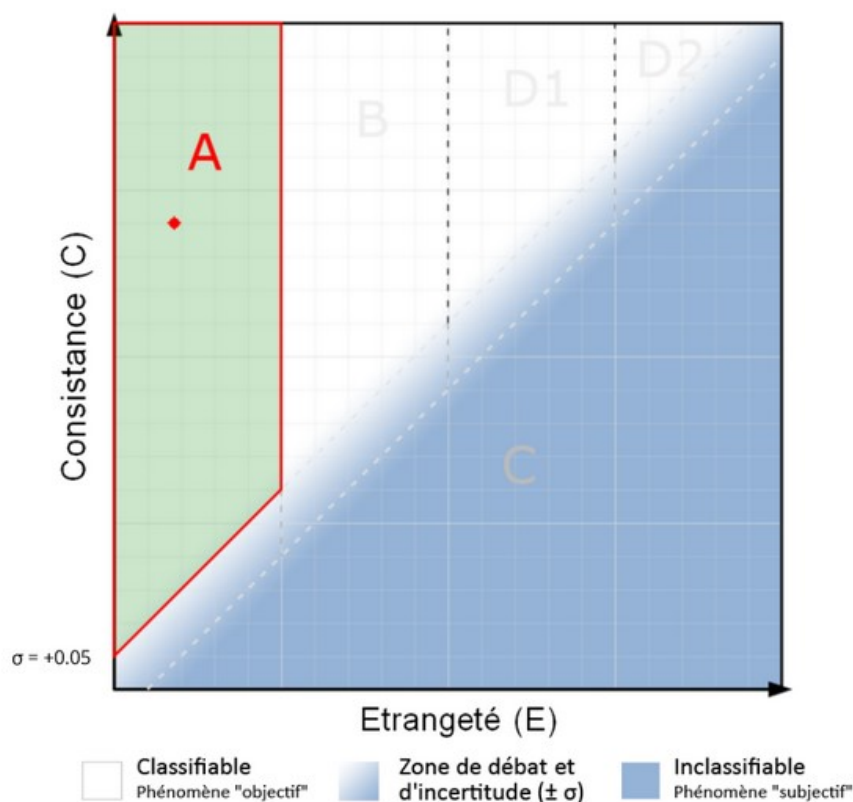 D2
D1
B
A
Consistance (C)
C
σ = +0.05
Etrangeté (E)
Classifiable
Phénomène "objectif"
Zone de débat et
d'incertitude (± σ)
Inclassifiable
Phénomène "subjectif"